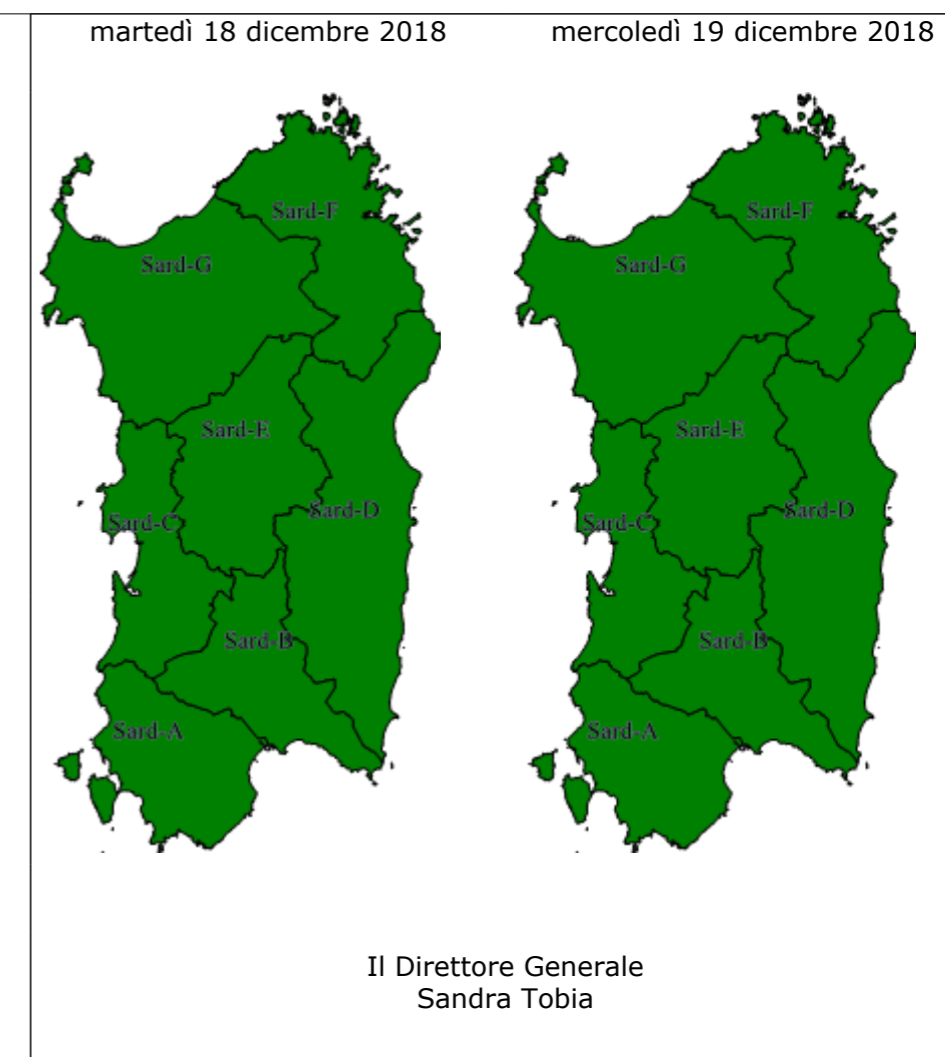 martedì 18 dicembre 2018
mercoledì 19 dicembre 2018
Sard-F
Sard-G
Sard-E
Sard-D
Sard-C
Sard-B
Sard-A
Sard-F
Sard-G
Sard-E
Sard-D
Sard-C
Sard-B
Sard-A
Il Direttore Generale
Sandra Tobia